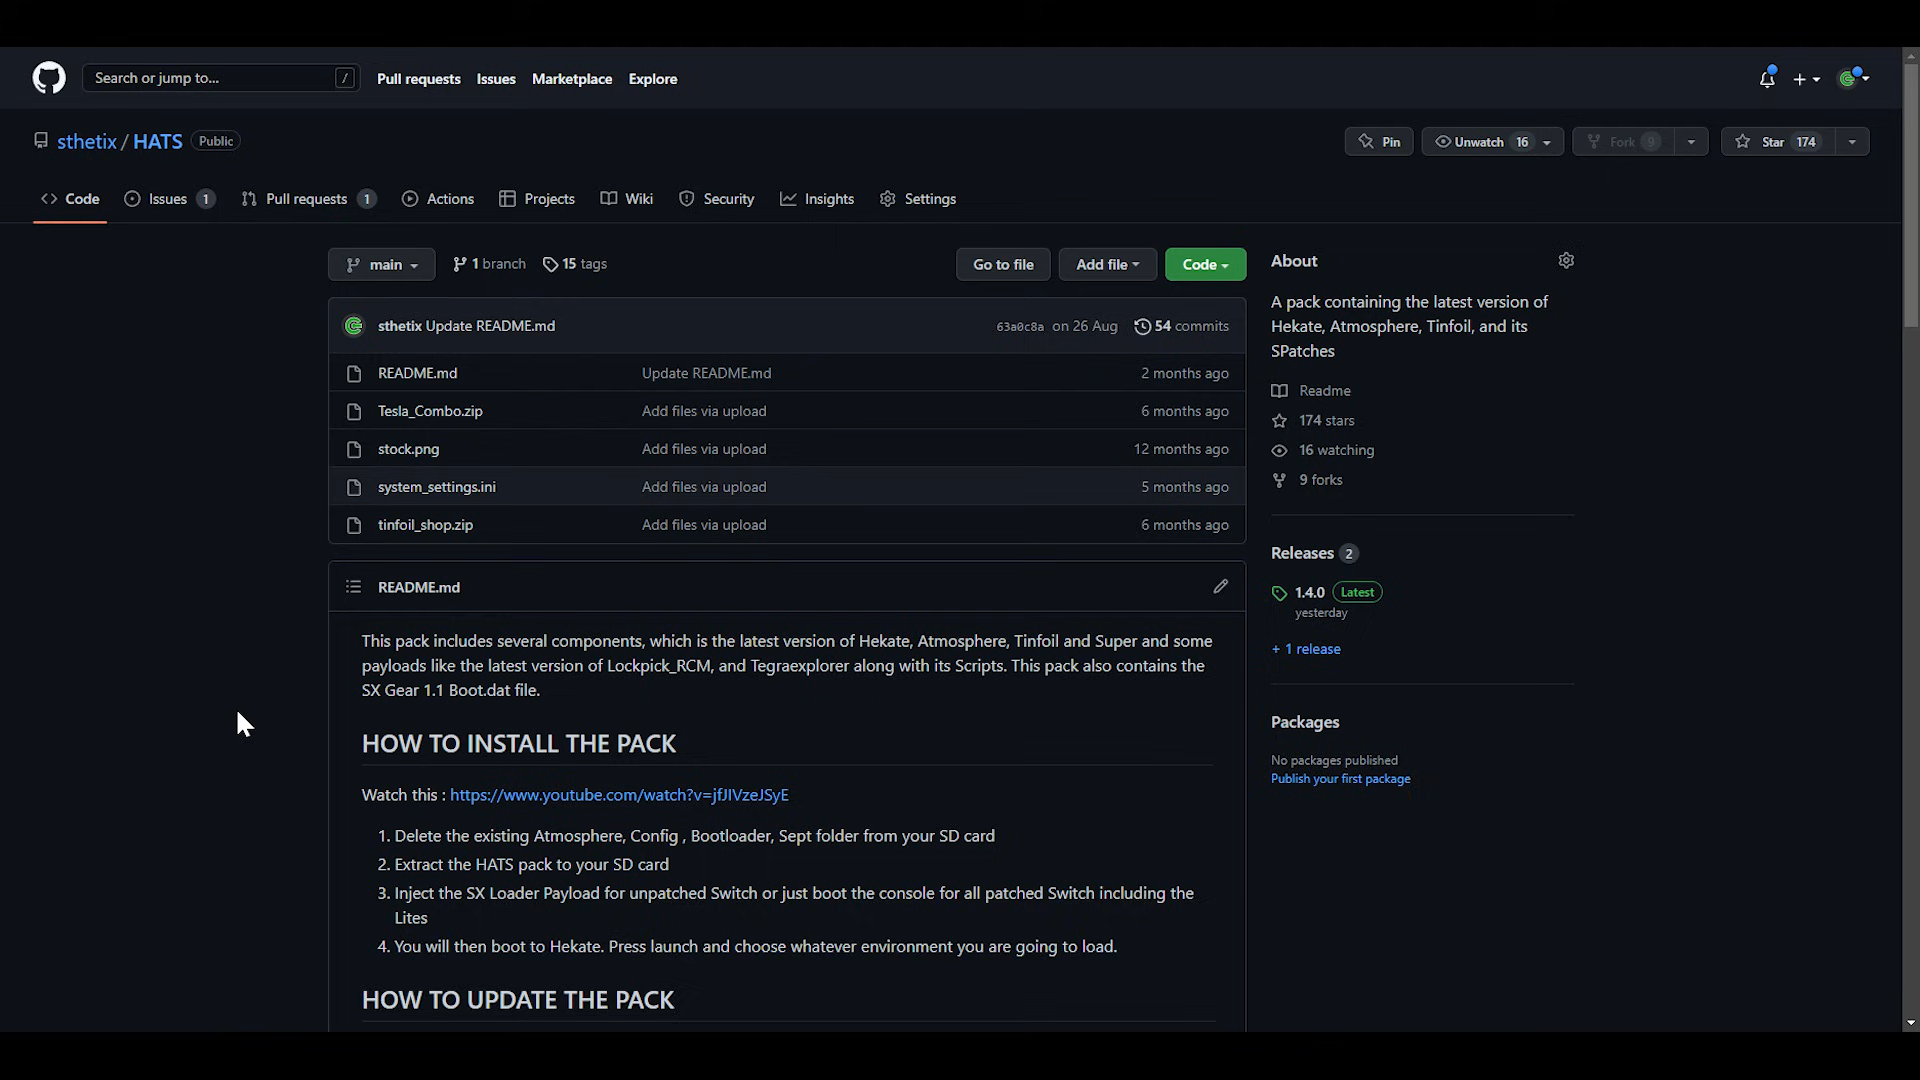 Search or jump to... /
Pull requests Issues Marketplace Explore
sthetix / HATS Public
Pin Unwatch 16 Fork 9 Star 174
Code Issues 1 Pull requests 1 Actions Projects Wiki Security Insights Settings
main 1 branch 15 tags Go to file Add file Code
sthetix Update README.md 63a0c8a on 26 Aug 54 commits
README.md Update README.md 2 months ago
Tesla_Combo.zip Add files via upload 6 months ago
stock.png Add files via upload 12 months ago
system_settings.ini Add files via upload 5 months ago
tinfoil_shop.zip Add files via upload 6 months ago
README.md
This pack includes several components, which is the latest version of Hekate, Atmosphere, Tinfoil and Super and some
payloads like the latest version of Lockpick_RCM, and Tegraexplorer along with its Scripts. This pack also contains the
SX Gear 1.1 Boot.dat file.
HOW TO INSTALL THE PACK
Watch this : https://www.youtube.com/watch?v=jfJIVzeJSyE
1. Delete the existing Atmosphere, Config , Bootloader, Sept folder from your SD card
2. Extract the HATS pack to your SD card
3. Inject the SX Loader Payload for unpatched Switch or just boot the console for all patched Switch including the
Lites
4. You will then boot to Hekate. Press launch and choose whatever environment you are going to load.
HOW TO UPDATE THE PACK
About
A pack containing the latest version of
Hekate, Atmosphere, Tinfoil, and its
SPatches
Readme
174 stars
16 watching
9 forks
Releases 2
1.4.0 Latest
yesterday
+ 1 release
Packages
No packages published
Publish your first package